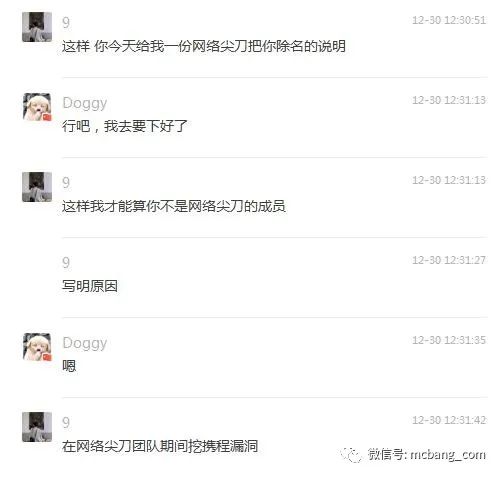 9
12-30 12:30:51
这样 你今天给我一份网络尖刀把你除名的说明
Doggy
12-30 12:31:13
行吧，我去要下好了
9
12-30 12:31:13
这样我才能算你不是网络尖刀的成员
9
12-30 12:31:27
写明原因
Doggy
12-30 12:31:35
嗯
9
12-30 12:31:42
在网络尖刀团队期间挖携程漏洞
微信号: mcbang_com